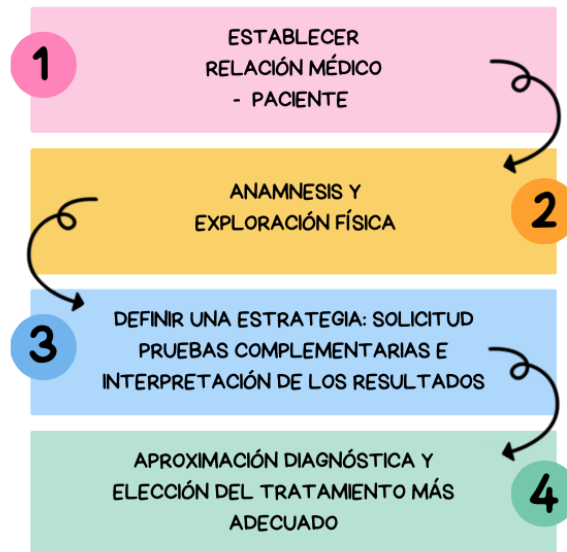 1
ESTABLECER
RELACIÓN MÉDICO
- PACIENTE
ANAMNESIS Y
EXPLORACIÓN FÍSICA
2
3
DEFINIR UNA ESTRATEGIA: SOLICITUD
PRUEBAS COMPLEMENTARIAS E
INTERPRETACIÓN DE LOS RESULTADOS
APROXIMACIÓN DIAGNÓSTICA Y
ELECCIÓN DEL TRATAMIENTO MÁS
ADECUADO
4